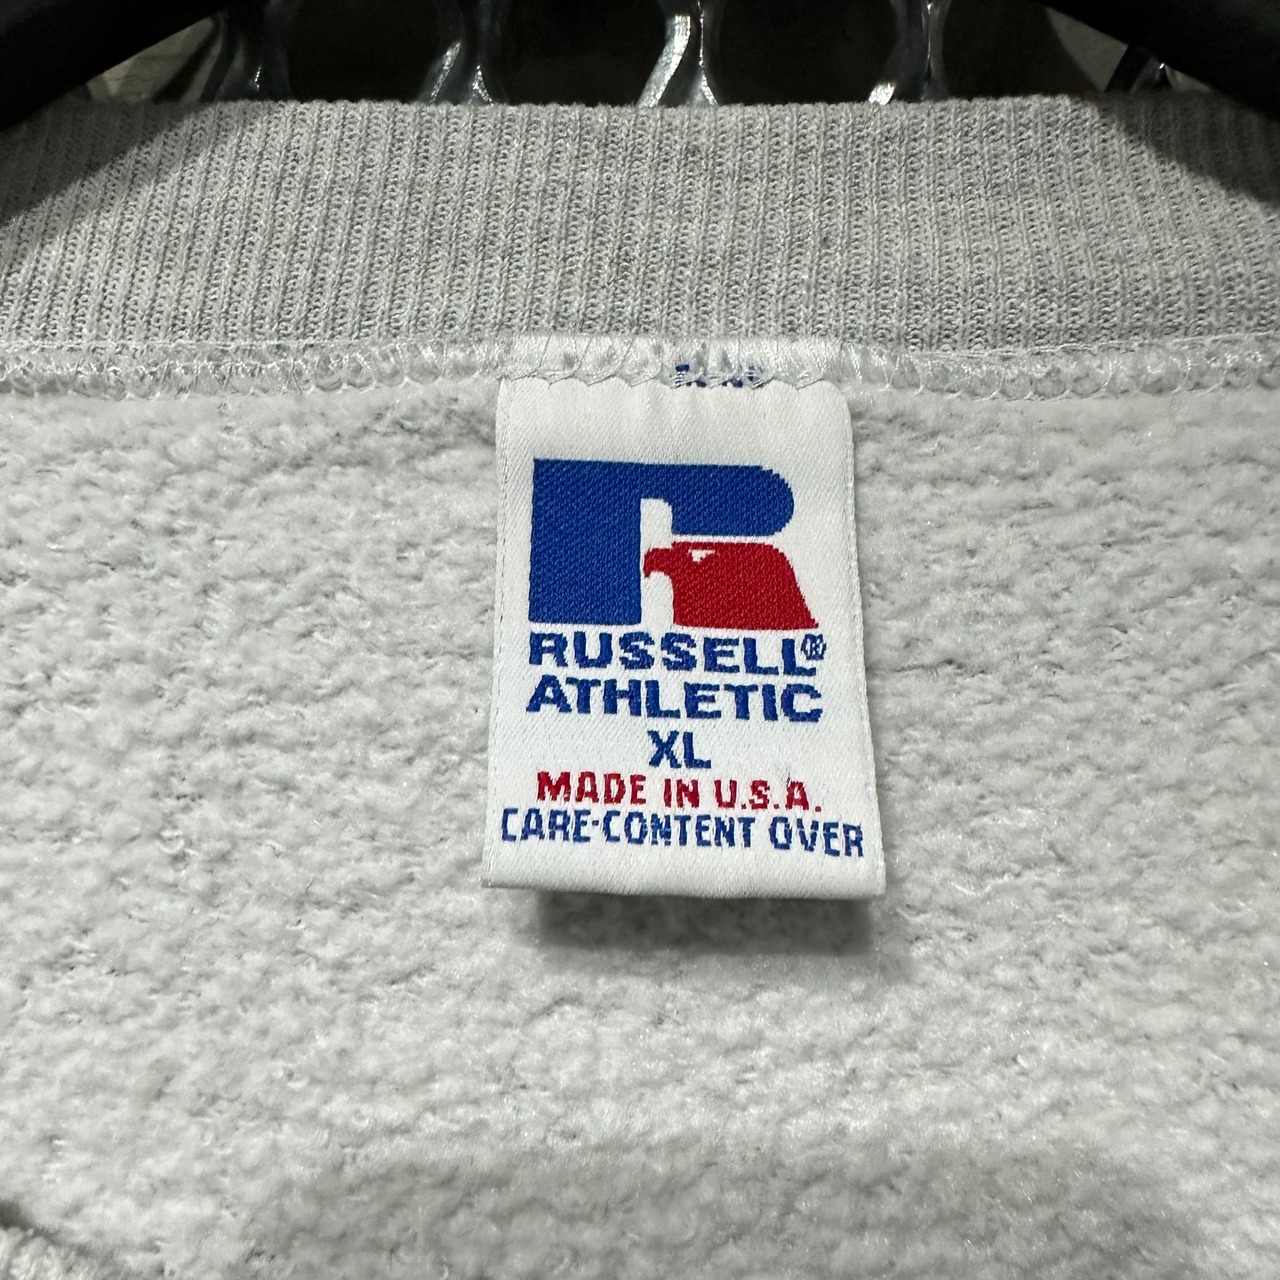 RUSSELL®
ATHLETIC
XL
MADE IN U.S.A.
CARE-CONTENT OVER